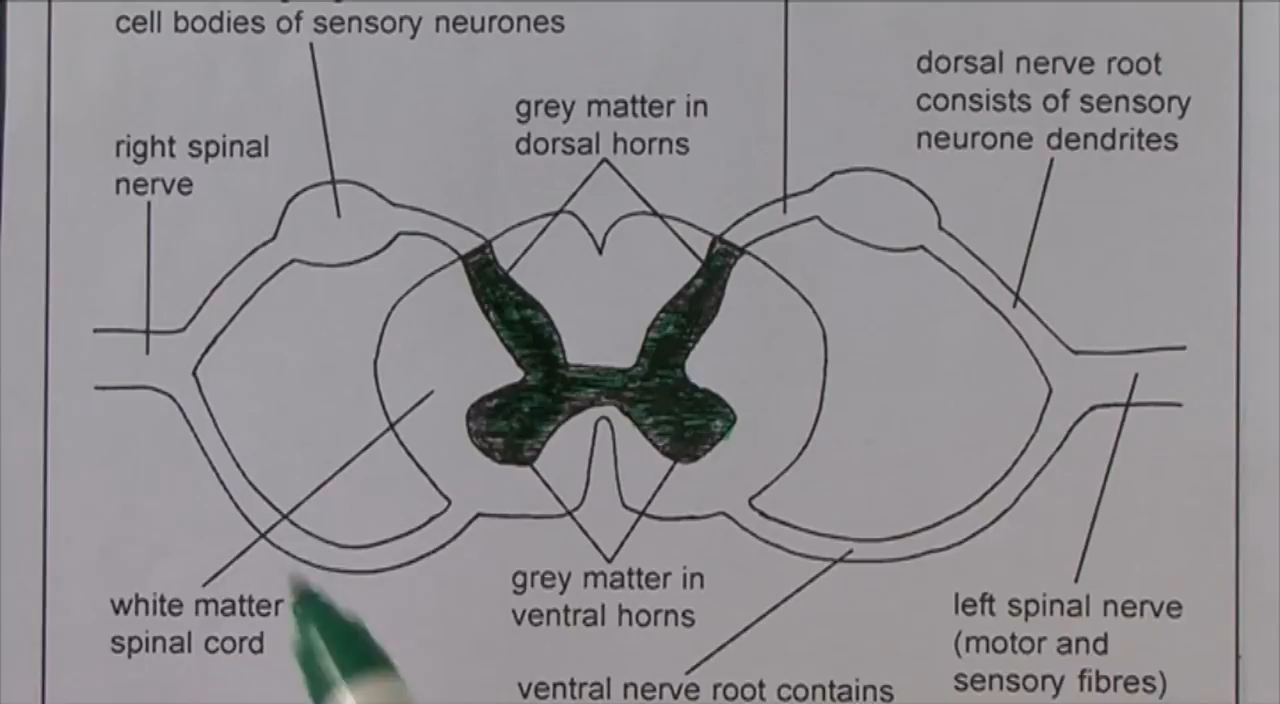 cell bodies of sensory neurones
right spinal
nerve
grey matter in
dorsal horns
dorsal nerve root
consists of sensory
neurone dendrites
white matter
spinal cord
grey matter in
ventral horns
ventral nerve root contains
left spinal nerve
(motor and
sensory fibres)